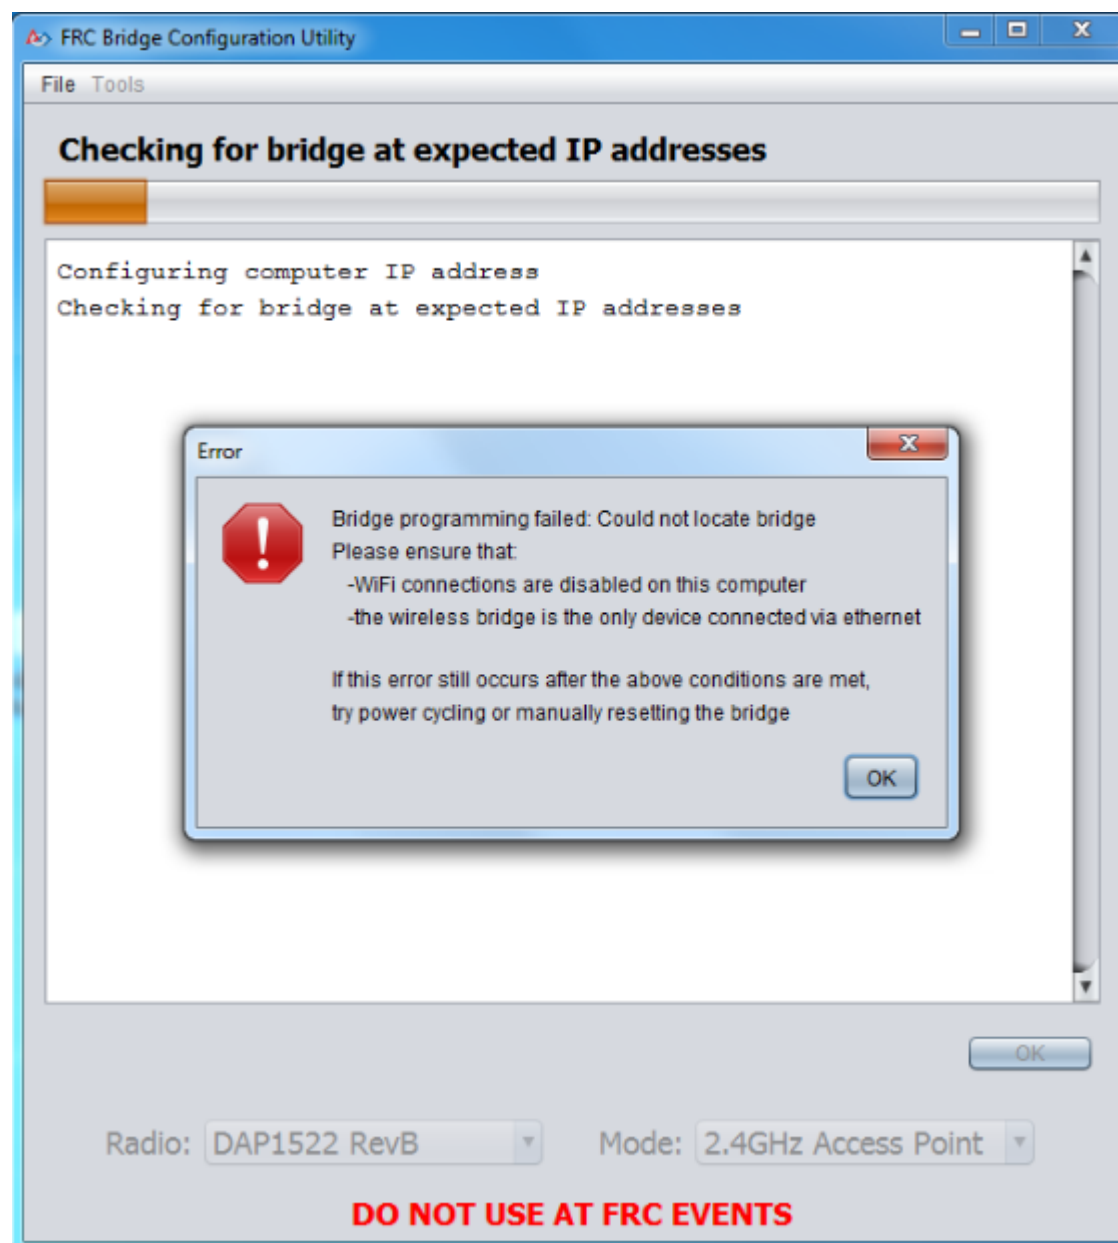 FRC Bridge Configuration Utility
File Tools
Checking for bridge at expected IP addresses
Configuring computer IP address
Checking for bridge at expected IP addresses
Error
Bridge programming failed: Could not locate bridge
Please ensure that:
-WiFi connections are disabled on this computer
-the wireless bridge is the only device connected via ethernet
If this error still occurs after the above conditions are met,
try power cycling or manually resetting the bridge
OK
OK
Radio: DAP1522 RevB Mode: 2.4GHz Access Point
DO NOT USE AT FRC EVENTS